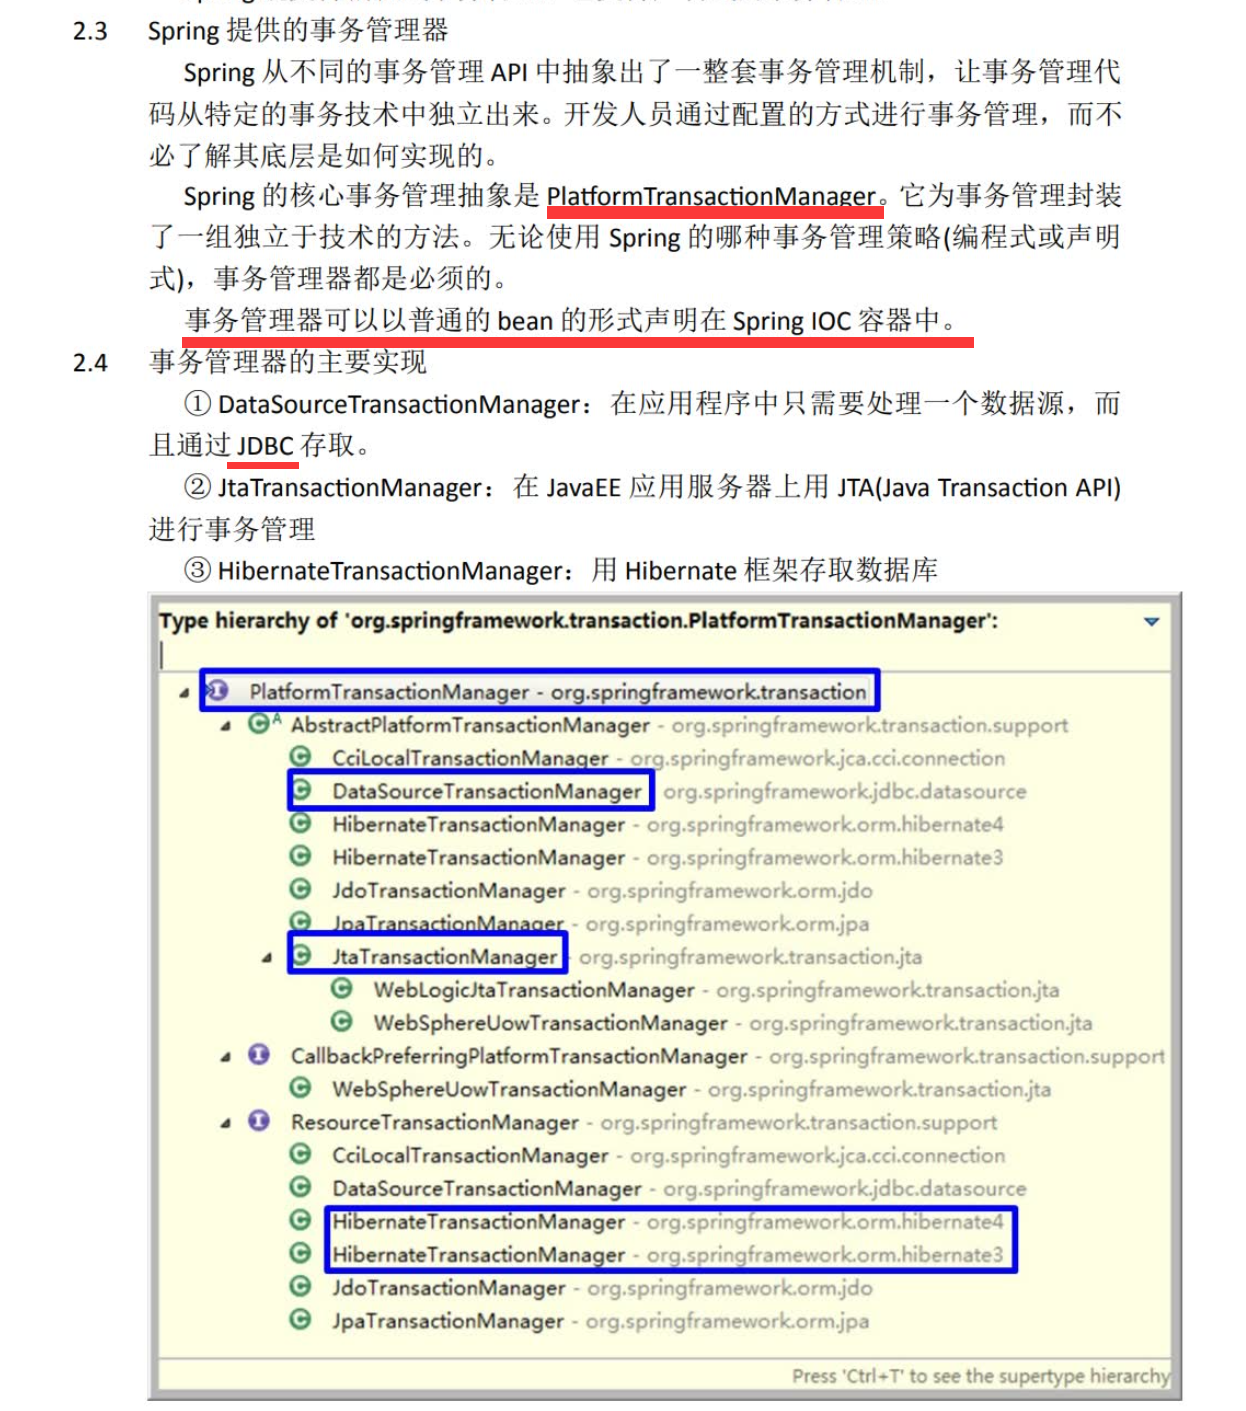 2.3 Spring 提供的事务管理器
Spring 从不同的事务管理 API 中抽象出了一整套事务管理机制，让事务管理代
码从特定的事务技术中独立出来。开发人员通过配置的方式进行事务管理，而不
必了解其底层是如何实现的。
Spring 的核心事务管理抽象是 PlatformTransactionManager。它为事务管理封装
了一组独立于技术的方法。无论使用 Spring 的哪种事务管理策略(编程式或声明
式)，事务管理器都是必须的。
事务管理器可以以普通的 bean 的形式声明在 Spring IOC 容器中。
2.4 事务管理器的主要实现
① DataSourceTransactionManager：在应用程序中只需要处理一个数据源，而
且通过 JDBC 存取。
② JtaTransactionManager：在 JavaEE 应用服务器上用 JTA(Java Transaction API)
进行事务管理
③ HibernateTransactionManager：用 Hibernate 框架存取数据库
Type hierarchy of 'org.springframework.transaction.PlatformTransactionManager':
PlatformTransactionManager - org.springframework.transaction
AbstractPlatformTransactionManager - org.springframework.transaction.support
CciLocalTransactionManager - org.springframework.jca.cci.connection
DataSourceTransactionManager org.springframework.jdbc.datasource
HibernateTransactionManager - org.springframework.orm.hibernate4
HibernateTransactionManager - org.springframework.orm.hibernate3
JdoTransactionManager - org.springframework.orm.jdo
JpaTransactionManager - org.springframework.orm.jpa
JtaTransactionManager - org.springframework.transaction.jta
WebLogicJtaTransactionManager - org.springframework.transaction.jta
WebSphereUowTransactionManager - org.springframework.transaction.jta
CallbackPreferringPlatformTransactionManager - org.springframework.transaction.support
WebSphereUowTransactionManager - org.springframework.transaction.jta
ResourceTransactionManager - org.springframework.transaction.support
CciLocalTransactionManager - org.springframework.jca.cci.connection
DataSourceTransactionManager - org.springframework.jdbc.datasource
HibernateTransactionManager - org.springframework.orm.hibernate4
HibernateTransactionManager - org.springframework.orm.hibernate3
JdoTransactionManager - org.springframework.orm.jdo
JpaTransactionManager - org.springframework.orm.jpa
Press 'Ctrl+T' to see the supertype hierarchy